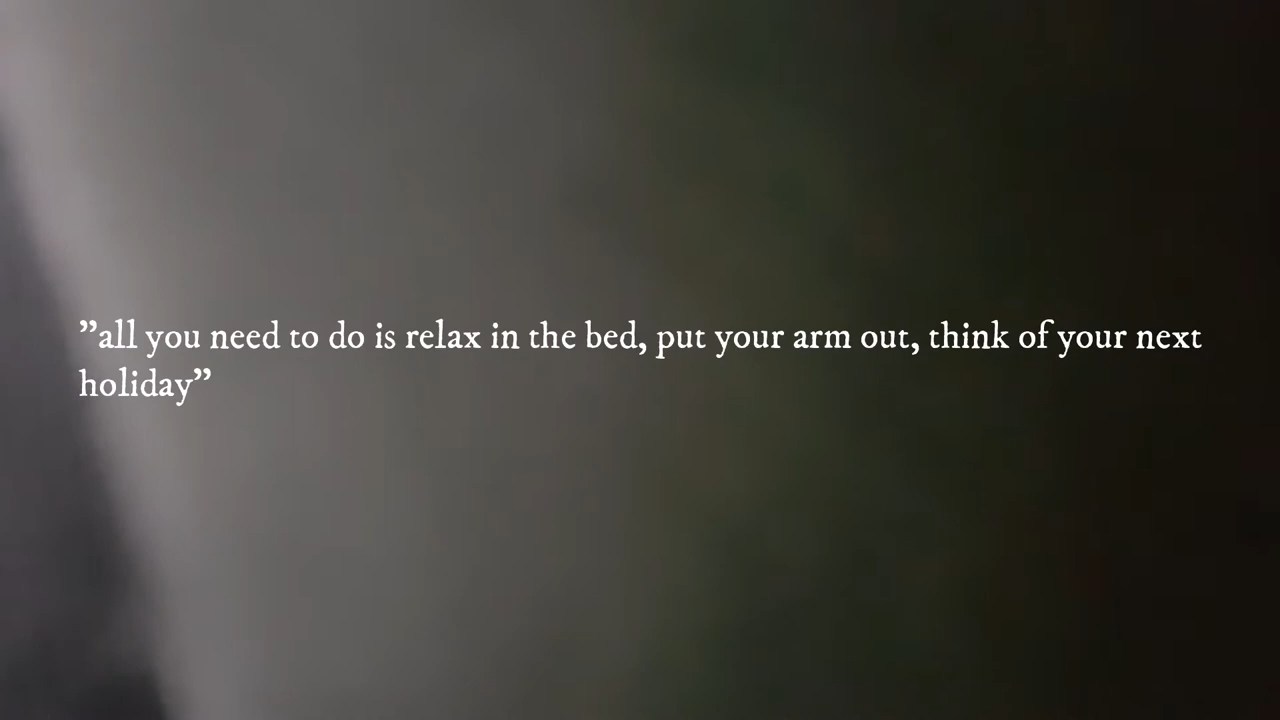 ”all you need to do is relax in the bed, put your arm out, think of your next
holiday”